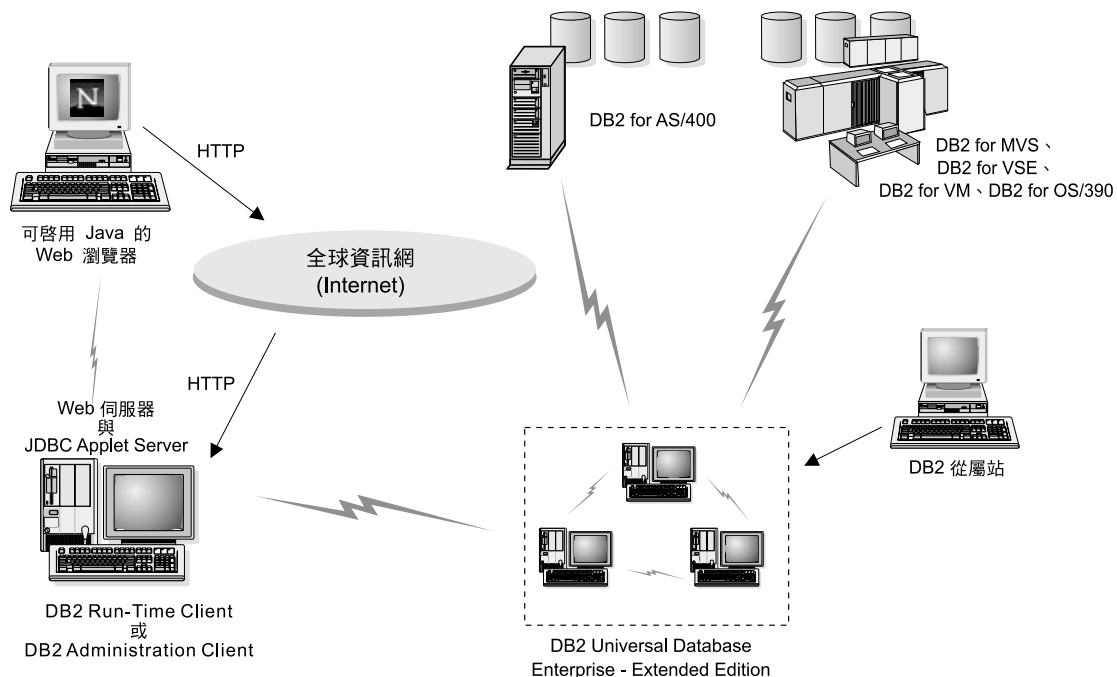 N
DB2 for AS/400
DB2 for MVS、
DB2 for VSE、
DB2 for VM、DB2 for OS/390
HTTP
可啓用 Java 的
Web 瀏覽器
全球資訊網
(Internet)
HTTP
Web 伺服器
與
JDBC Applet Server
DB2 從屬站
DB2 Run-Time Client
或
DB2 Administration Client
DB2 Universal Database
Enterprise - Extended Edition